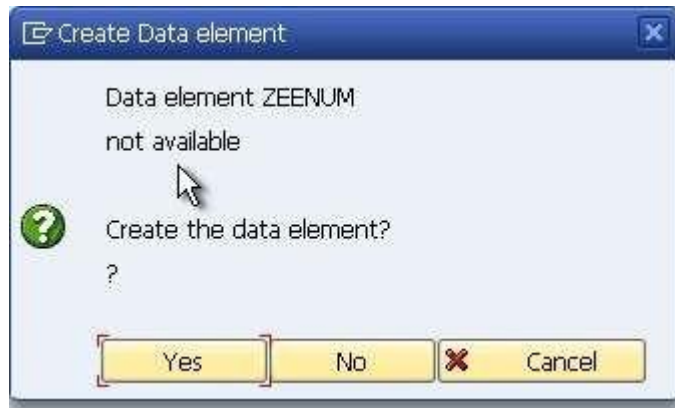 Create Data element
Data element ZEENUM
not available
Create the data element?
?
Yes No Cancel